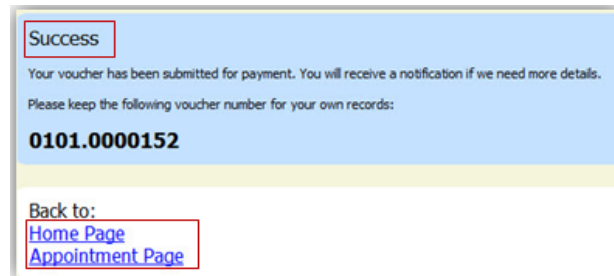 Success
Your voucher has been submitted for payment. You will receive a notification if we need more details.
Please keep the following voucher number for your own records:
0101.0000152
Back to:
Home Page
Appointment Page